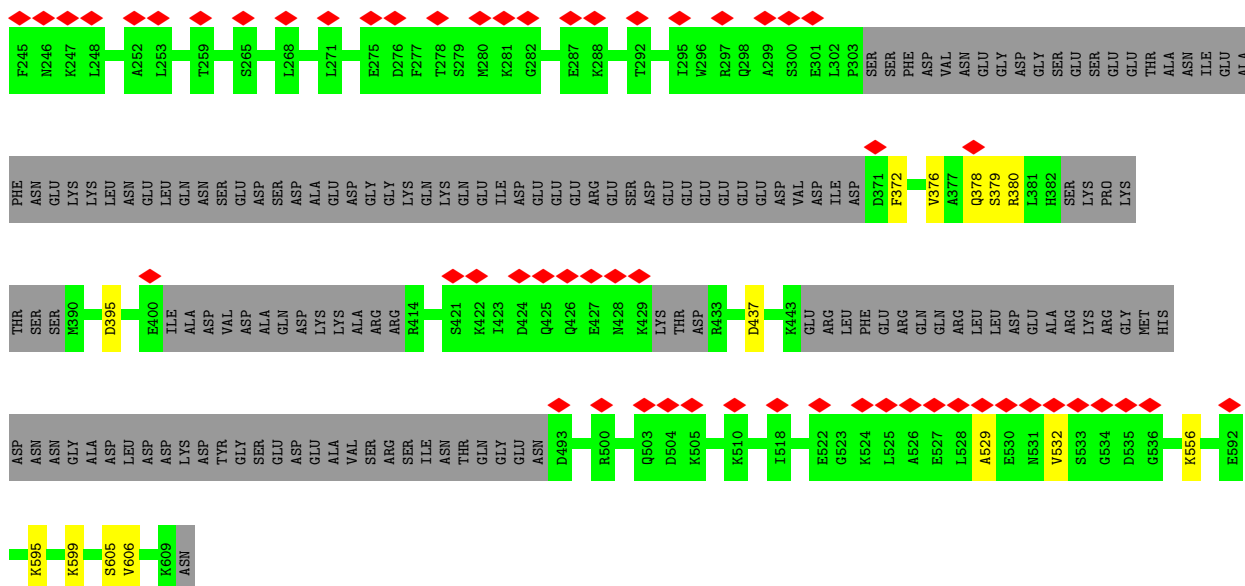 F245 N246 K247 L248 A252 L253 T259 S265 L268 L271 E275 D276 F277 T278 S279 M280 K281 G282 E287 K288 T292 I295 W296 R297 Q298 A299 S300 E301 L302 P303 SER SER PHE ASP VAL ASN GLU GLY ASP GLY SER GLU SER GLU GLU THR ALA ASN ILE GLU ALA
PHE ASN GLU LYS LYS LEU ASN GLU LEU GLN ASN SER GLU ASP SER ASP ALA GLU ASP GLY GLY LYS GLN LYS GLN GLU ILE ASP GLU GLU GLU ARG GLU SER ASP GLU GLU GLU GLU GLU GLU ASP VAL ASP ILE ASP D371 F372 V376 A377 Q378 S379 R380 L381 H382 SER LYS PRO LYS
THR SER SER M390 D395 E400 ILE ALA ASP VAL ASP ALA GLN ASP LYS LYS ALA ARG ARG R414 S421 K422 I423 D424 Q425 Q426 E427 N428 K429 LYS THR ASP R433 D437 K443 GLU ARG LEU PHE GLU ARG GLN GLN ARG LEU LEU ASP GLU ALA ARG LYS ARG GLY MET HIS
ASP ASN ASN GLY ALA ASP LEU ASP ASP LYS ASP TYR GLY SER GLU ASP GLU ALA VAL SER ARG SER ILE ASN THR GLN GLY GLU ASN D493 R500 Q503 D504 K505 K510 I518 E522 G523 K524 L525 A526 E527 L528 A529 E530 N531 V532 S533 G534 D535 G536 K556 E592
K595 K599 S605 V606 K609 ASN